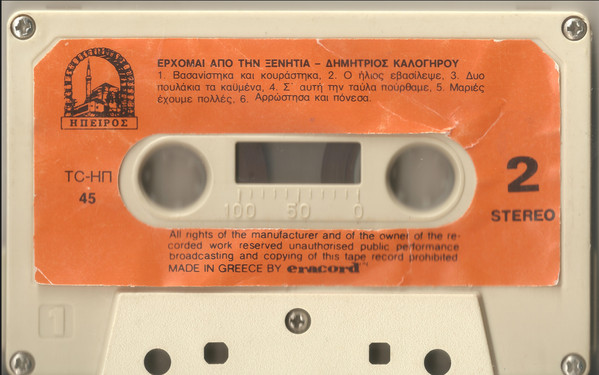 ΕΡΧΟΜΑΙ ΑΠΟ ΤΗΝ ΞΕΝΗΤΙΑ – ΔΗΜΗΤΡΙΟΣ ΚΑΛΟΓΗΡΟΥ
1. Βασανίστηκα και κουράστηκα, 2. Ο ήλιος εβασίλεψε, 3. Δυο
πουλάκια τα καϋμένα, 4. Σ΄ αυτή την ταύλα πούρθαμε, 5. Μαριές
έχουμε πολλές, 6. Αρρώστησα και πόνεσα.
ΗΠΕΙΡΟΣ
ΤС-ΗΠ
45
100 50 0
2
STEREO
All rights of the manufacturer and of the owner of the re-
corded work reserved unauthorised public performance
broadcasting and copying of this tape record prohibited
MADE IN GREECE BY eracord
1